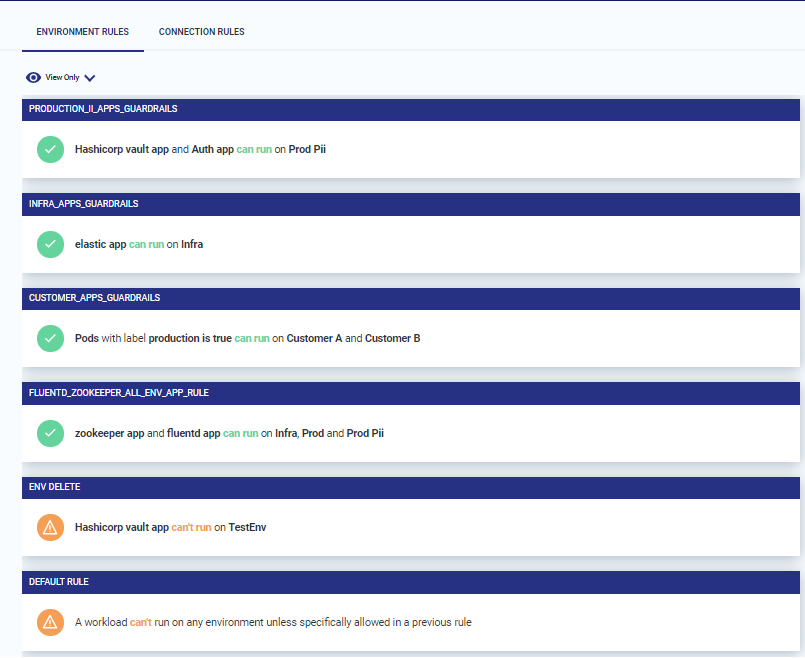 ENVIRONMENT RULES CONNECTION RULES
View Only
PRODUCTION_II_APPS_GUARDRAILS
Hashicorp vault app and Auth app can run on Prod Pii
INFRA_APPS_GUARDRAILS
elastic app can run on Infra
CUSTOMER_APPS_GUARDRAILS
Pods with label production is true can run on Customer A and Customer B
FLUENTD_ZOOKEEPER_ALL_ENV_APP_RULE
zookeeper app and fluentd app can run on Infra, Prod and Prod Pii
ENV DELETE
Hashicorp vault app can't run on TestEnv
DEFAULT RULE
A workload can't run on any environment unless specifically allowed in a previous rule